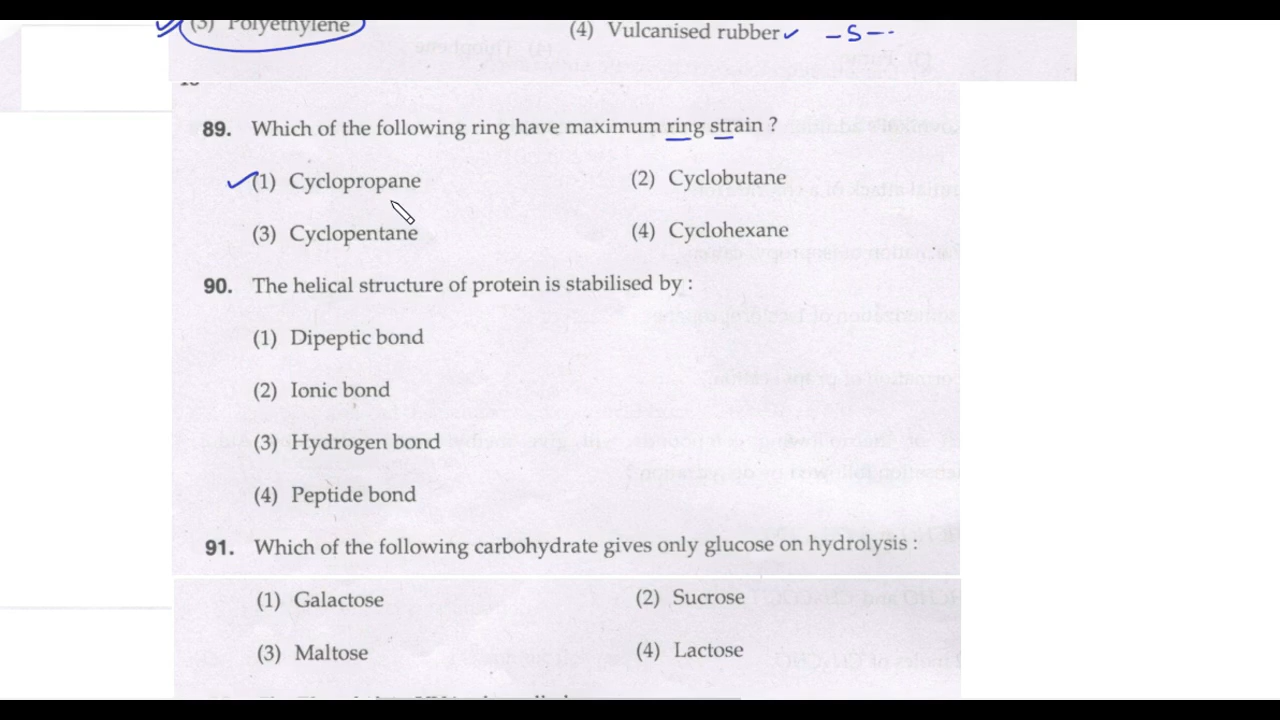 (3) Polyethylene
(4) Vulcanised rubber ✓ –S–--
89. Which of the following ring have maximum ring strain ?
✓(1) Cyclopropane (2) Cyclobutane
(3) Cyclopentane (4) Cyclohexane
90. The helical structure of protein is stabilised by :
(1) Dipeptic bond
(2) Ionic bond
(3) Hydrogen bond
(4) Peptide bond
91. Which of the following carbohydrate gives only glucose on hydrolysis :
(1) Galactose (2) Sucrose
(3) Maltose (4) Lactose